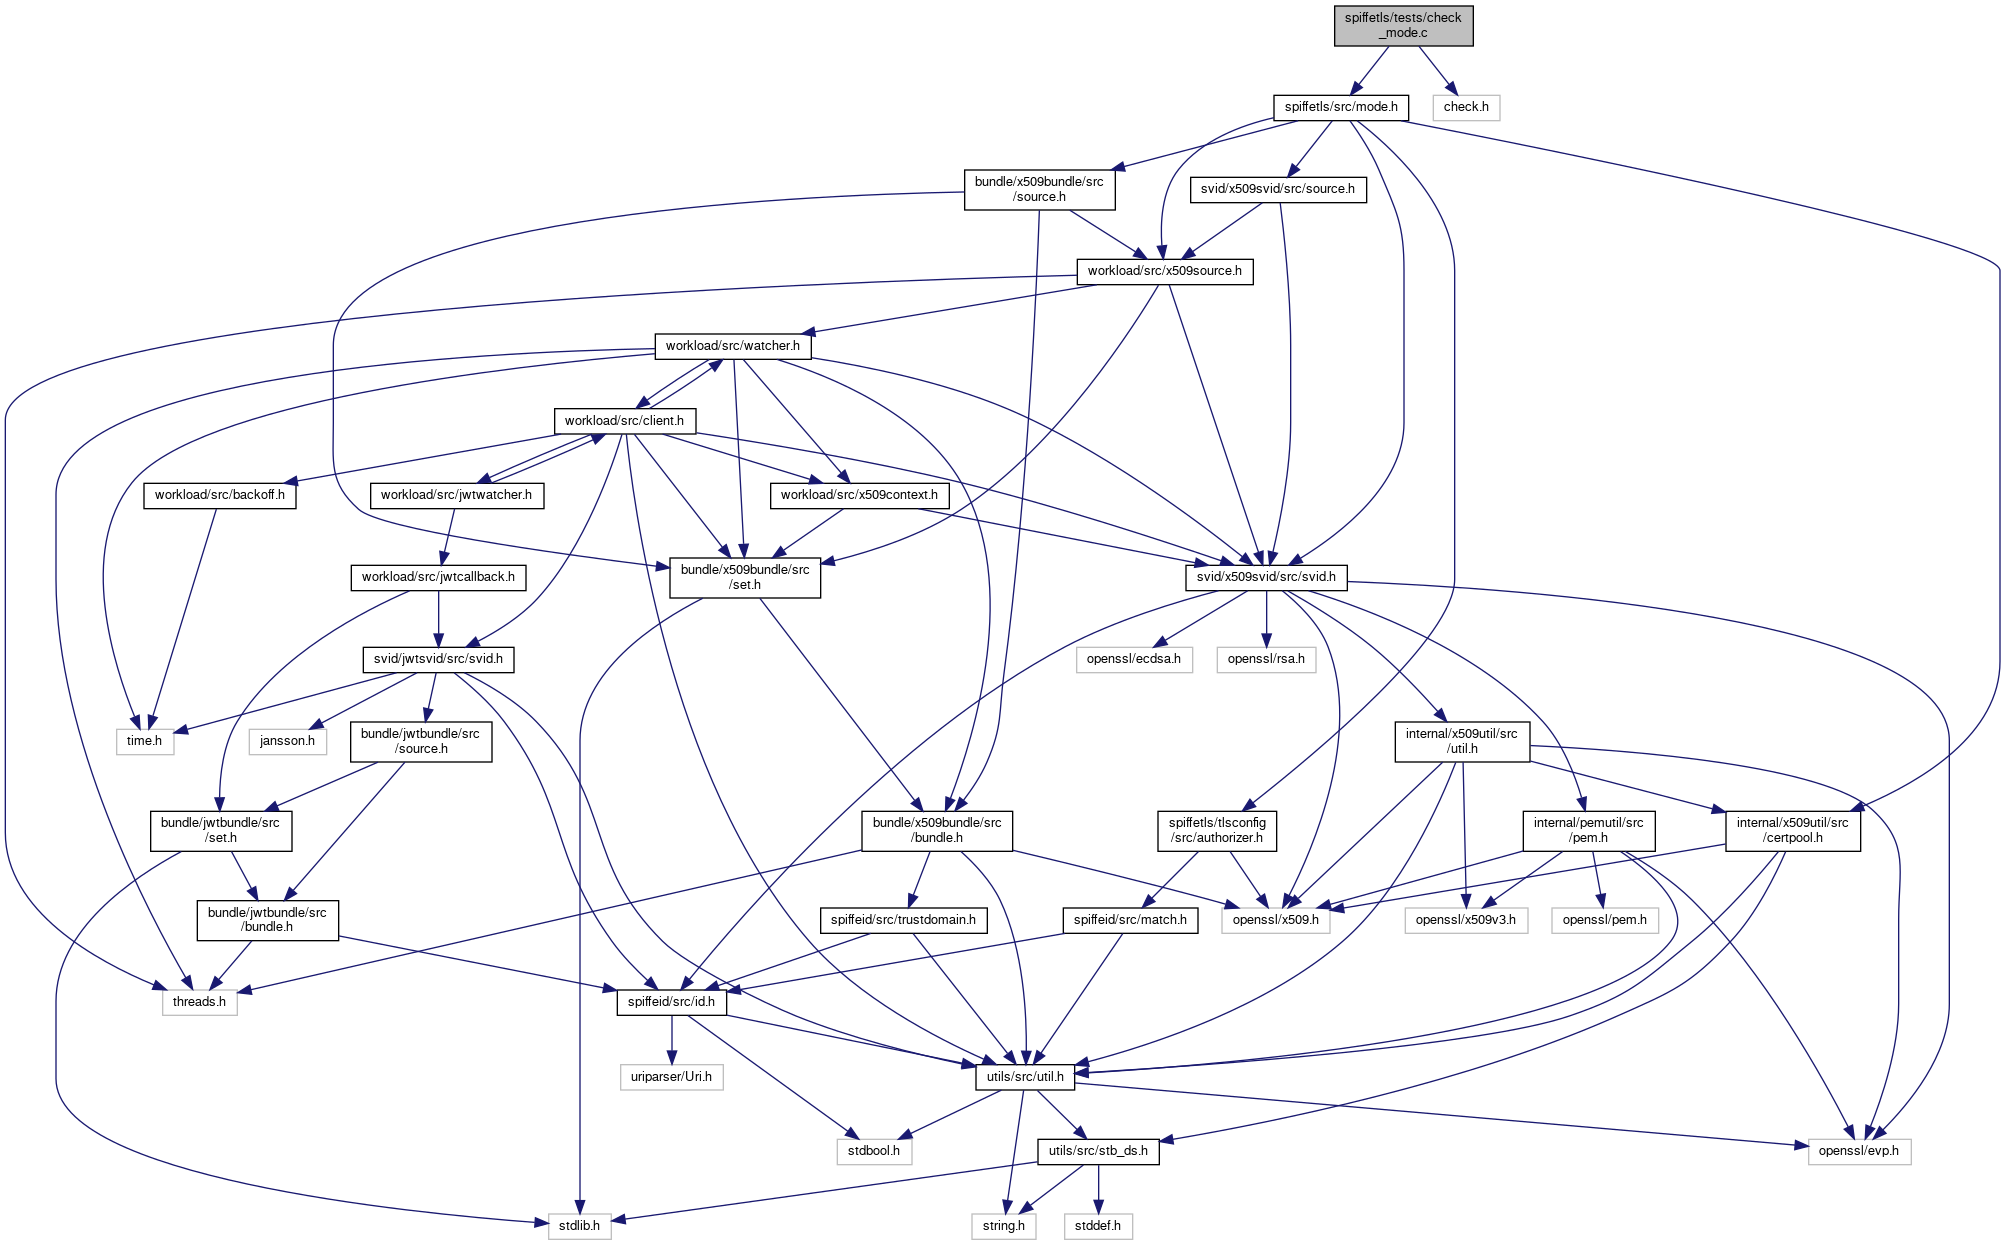 spiffetls/tests/check
_mode.c
spiffetls/src/mode.h
check.h
bundle/x509bundle/src
/source.h
svid/x509svid/src/source.h
workload/src/x509source.h
workload/src/watcher.h
workload/src/client.h
workload/src/backoff.h
workload/src/jwtwatcher.h
workload/src/x509context.h
workload/src/jwtcallback.h
bundle/x509bundle/src
/set.h
svid/x509svid/src/svid.h
svid/jwtsvid/src/svid.h
openssl/ecdsa.h
openssl/rsa.h
time.h
jansson.h
bundle/jwtbundle/src
/source.h
internal/x509util/src
/util.h
bundle/jwtbundle/src
/set.h
bundle/x509bundle/src
/bundle.h
spiffetls/tlsconfig
/src/authorizer.h
internal/pemutil/src
/pem.h
internal/x509util/src
/certpool.h
bundle/jwtbundle/src
/bundle.h
spiffeid/src/trustdomain.h
spiffeid/src/match.h
openssl/x509.h
openssl/x509v3.h
openssl/pem.h
threads.h
spiffeid/src/id.h
uriparser/Uri.h
utils/src/util.h
stdbool.h
utils/src/stb_ds.h
openssl/evp.h
stdlib.h
string.h
stddef.h